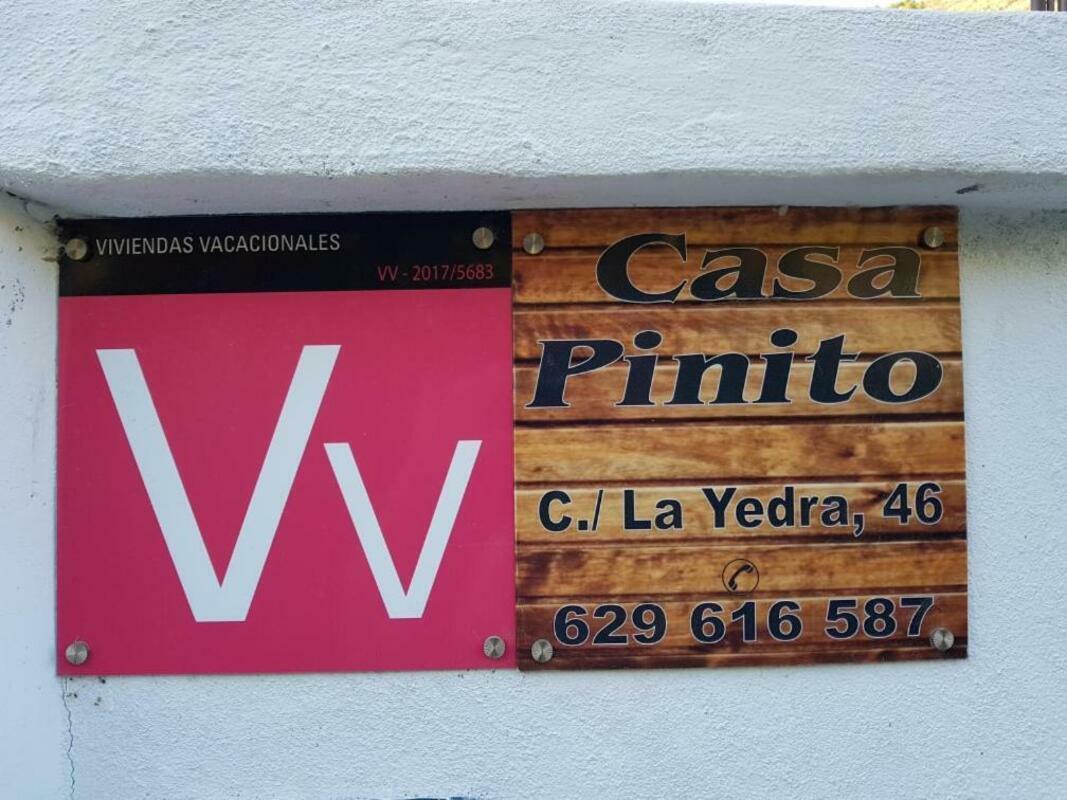 VIVIENDAS VACACIONALES
VV - 2017/5683
Vv
Casa
Pinito
C./ La Yedra, 46
629 616 587